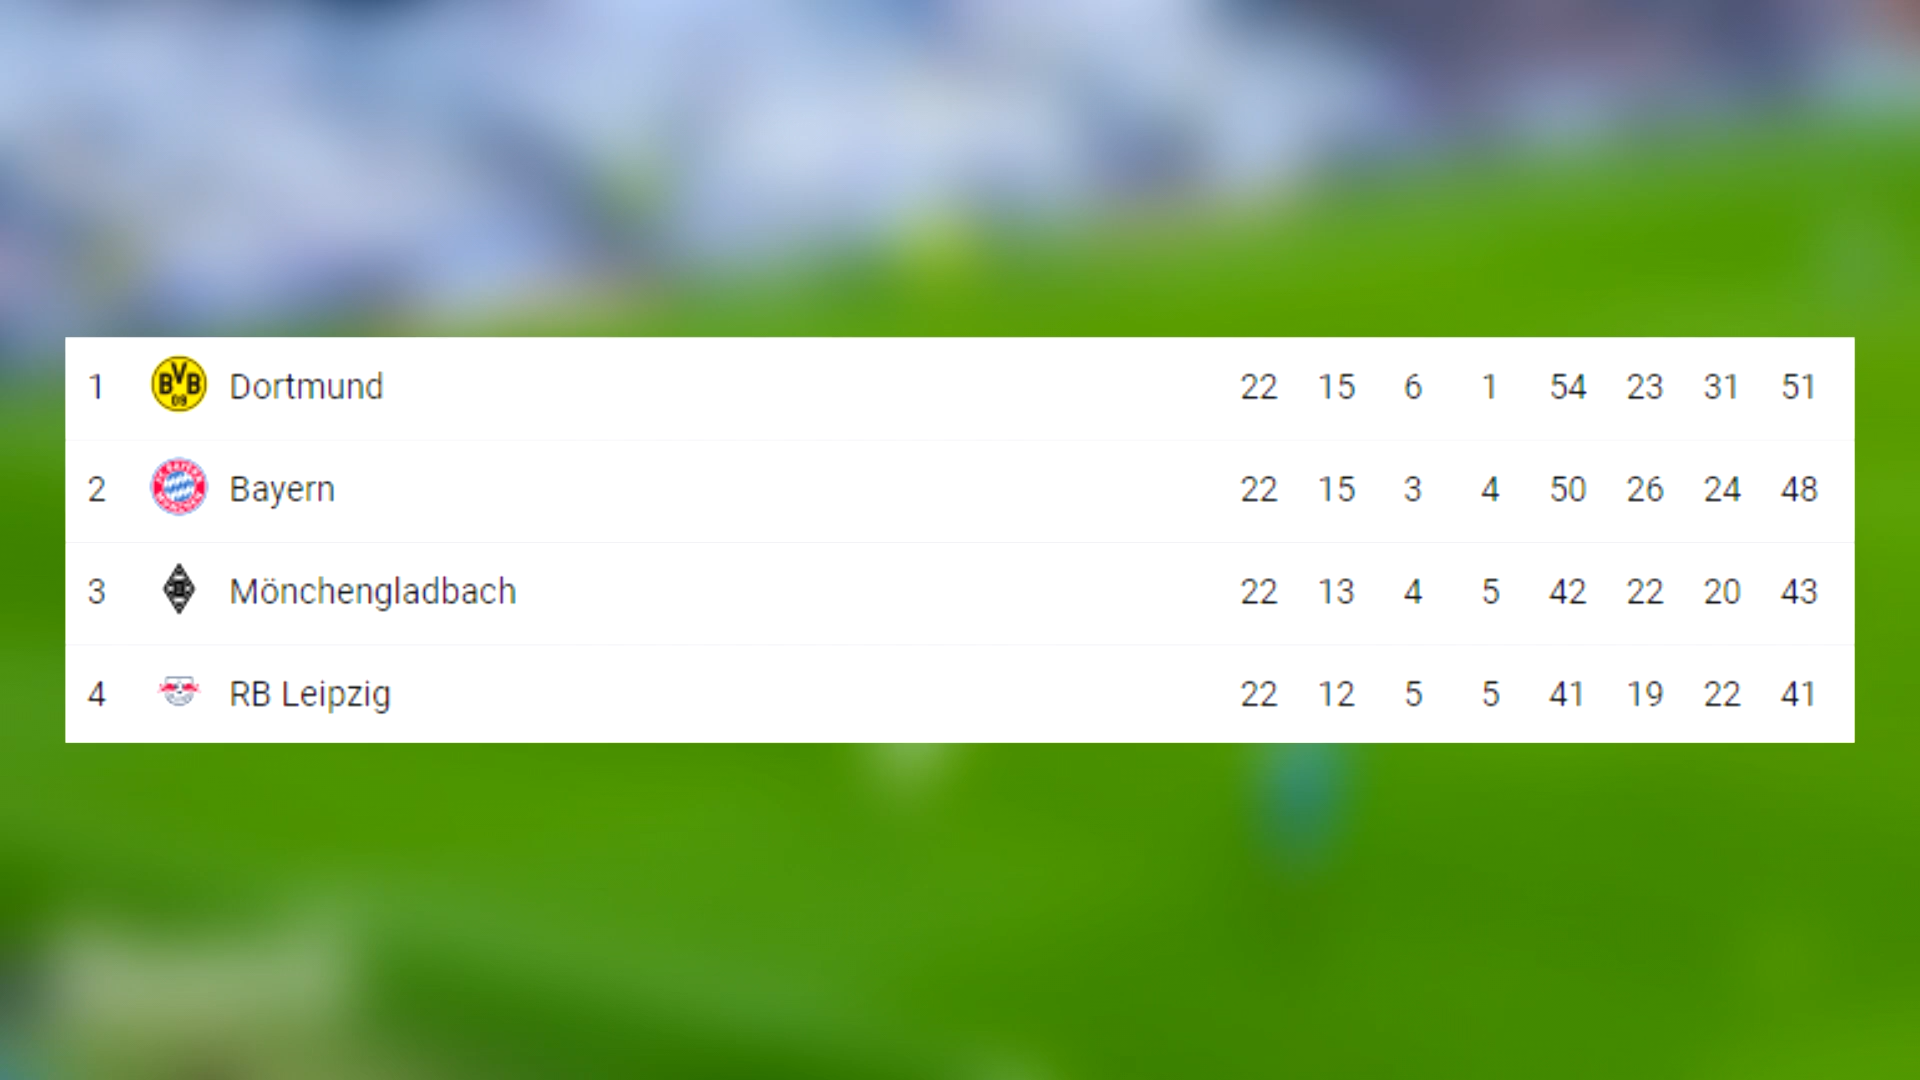 1 BVB 09 Dortmund 22 15 6 1 54 23 31 51
2 Bayern 22 15 3 4 50 26 24 48
3 Mönchengladbach 22 13 4 5 42 22 20 43
4 RB Leipzig 22 12 5 5 41 19 22 41